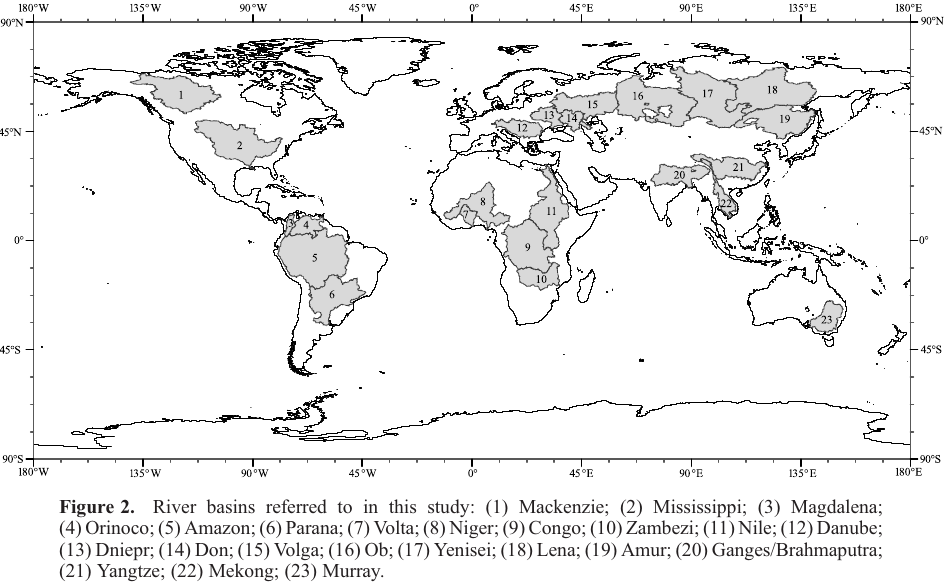 180°W 135°W 90°W 45°W 0° 45°E 90°E 135°E 180°E
90°N 90°N
1 16 17 18
15
13 14 19
45°N 12 45°N
2
20 21
8 22
7 11
3 4
0° 0°
5 9
10
6
23
45°S 45°S
90°S 90°S
180°W 135°W 90°W 45°W 0° 45°E 90°E 135°E 180°E
Figure 2. River basins referred to in this study: (1) Mackenzie; (2) Mississippi; (3) Magdalena;
(4) Orinoco; (5) Amazon; (6) Parana; (7) Volta; (8) Niger; (9) Congo; (10) Zambezi; (11) Nile; (12) Danube;
(13) Dniepr; (14) Don; (15) Volga; (16) Ob; (17) Yenisei; (18) Lena; (19) Amur; (20) Ganges/Brahmaputra;
(21) Yangtze; (22) Mekong; (23) Murray.